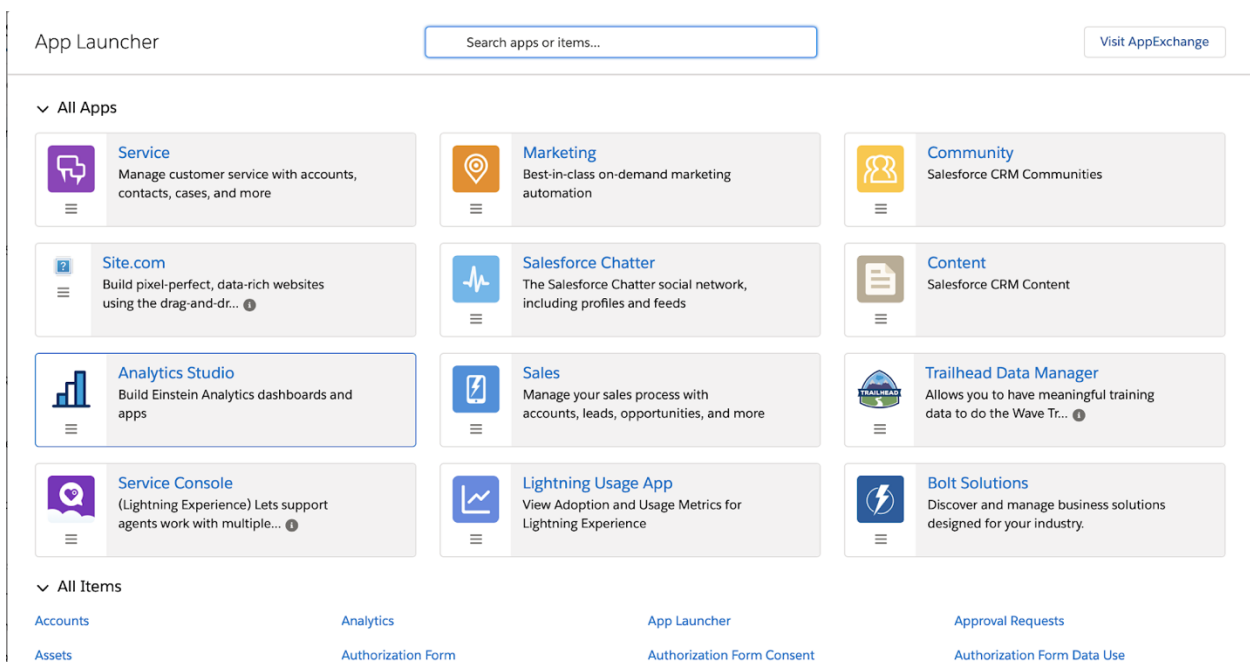 App Launcher
Search apps or items...
Visit AppExchange
All Apps
Service
Manage customer service with accounts,
contacts, cases, and more
Marketing
Best-in-class on-demand marketing
automation
Community
Salesforce CRM Communities
Site.com
Build pixel-perfect, data-rich websites
using the drag-and-dr...
Salesforce Chatter
The Salesforce Chatter social network,
including profiles and feeds
Content
Salesforce CRM Content
Analytics Studio
Build Einstein Analytics dashboards and
apps
Sales
Manage your sales process with
accounts, leads, opportunities, and more
TRAILHEAD
Trailhead Data Manager
Allows you to have meaningful training
data to do the Wave Tr...
Service Console
(Lightning Experience) Lets support
agents work with multiple...
Lightning Usage App
View Adoption and Usage Metrics for
Lightning Experience
Bolt Solutions
Discover and manage business solutions
designed for your industry.
All Items
Accounts
Analytics
App Launcher
Approval Requests
Assets
Authorization Form
Authorization Form Consent
Authorization Form Data Use